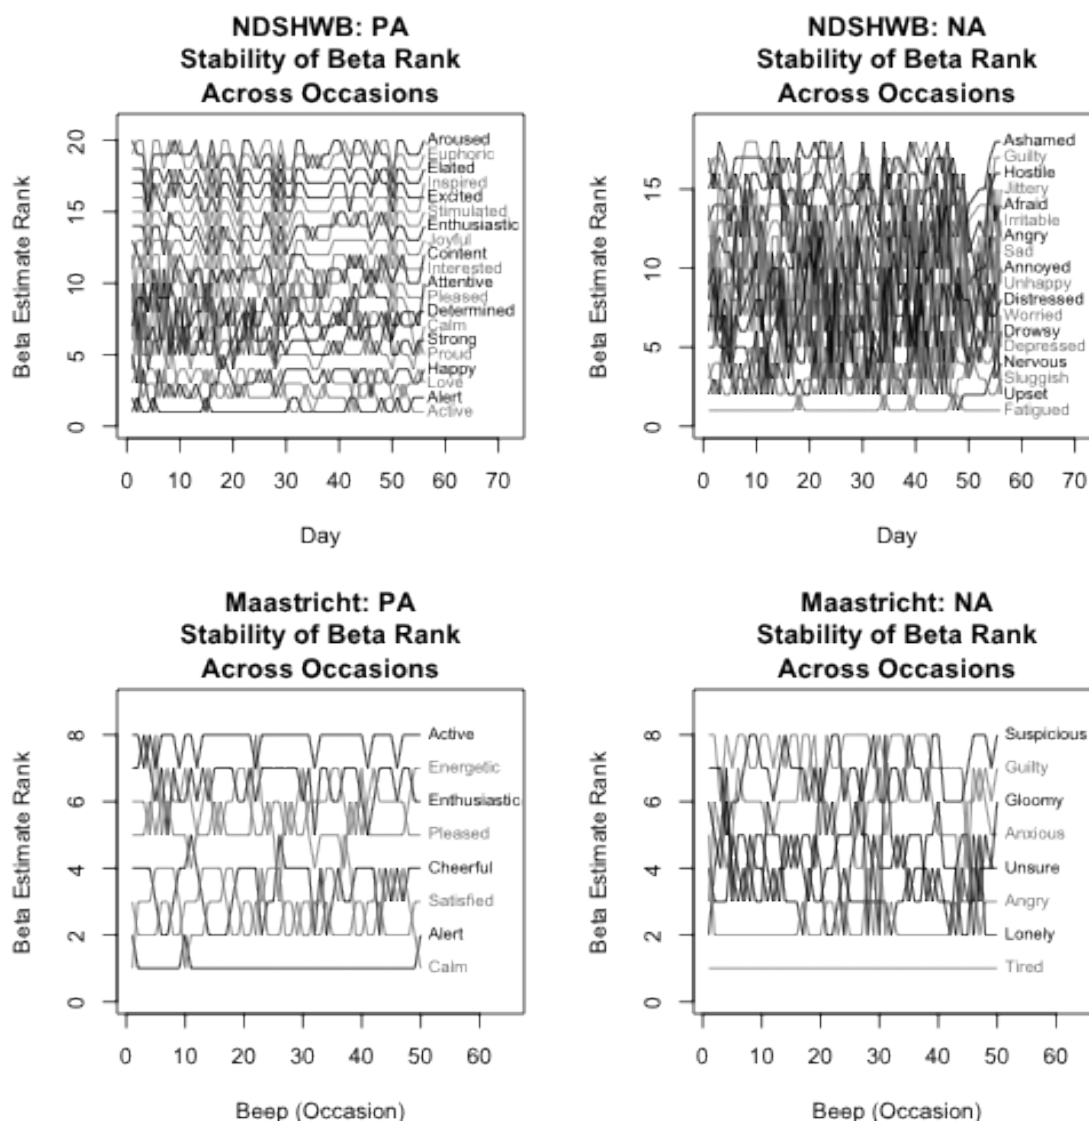 NDSHWB: PA
Stability of Beta Rank
Across Occasions
Beta Estimate Rank
20
15
10
5
0
Aroused
Euphoric
Elated
Inspired
Excited
Stimulated
Enthusiastic
Joyful
Content
Interested
Attentive
Pleased
Determined
Calm
Strong
Proud
Happy
Love
Alert
Active
0 10 20 30 40 50 60 70
Day
NDSHWB: NA
Stability of Beta Rank
Across Occasions
Beta Estimate Rank
15
10
5
0
Ashamed
Guilty
Hostile
Jittery
Afraid
Irritable
Angry
Sad
Annoyed
Unhappy
Distressed
Worried
Drowsy
Depressed
Nervous
Sluggish
Upset
Fatigued
0 10 20 30 40 50 60 70
Day
Maastricht: PA
Stability of Beta Rank
Across Occasions
Beta Estimate Rank
8
6
4
2
0
Active
Energetic
Enthusiastic
Pleased
Cheerful
Satisfied
Alert
Calm
0 10 20 30 40 50 60
Beep (Occasion)
Maastricht: NA
Stability of Beta Rank
Across Occasions
Beta Estimate Rank
8
6
4
2
0
Suspicious
Guilty
Gloomy
Anxious
Unsure
Angry
Lonely
Tired
0 10 20 30 40 50 60
Beep (Occasion)